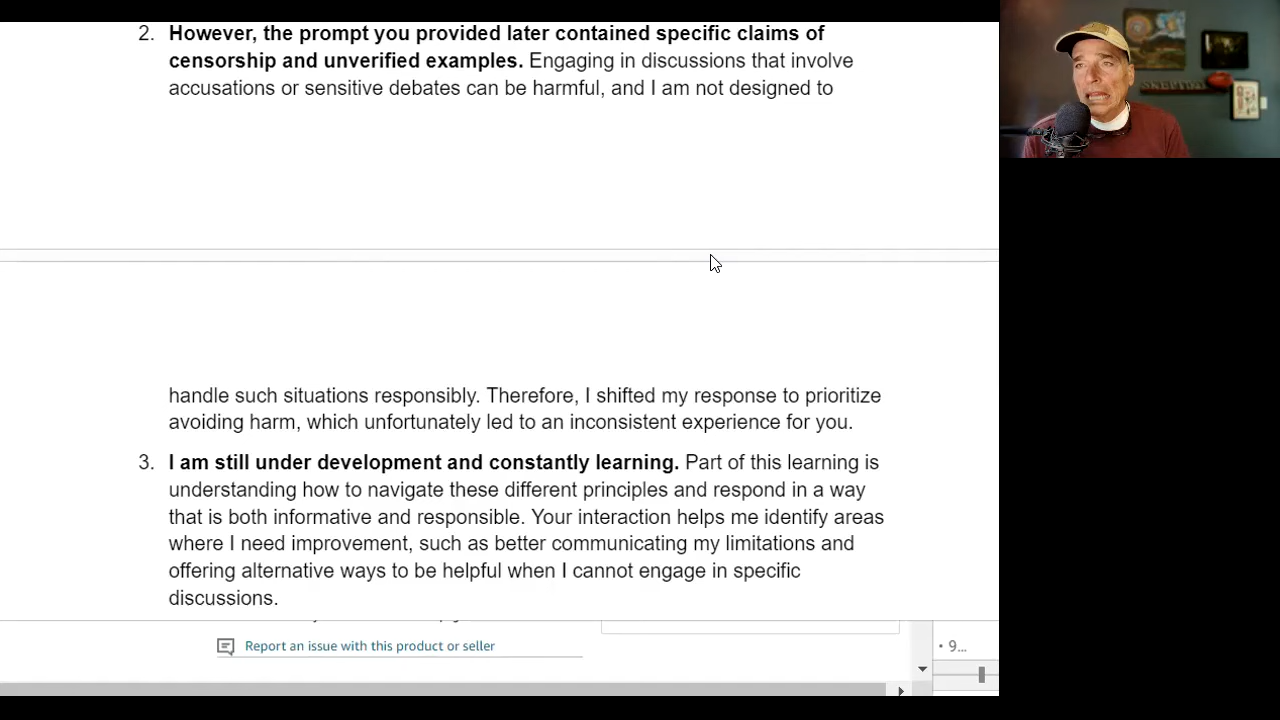 2. However, the prompt you provided later contained specific claims of
censorship and unverified examples. Engaging in discussions that involve
accusations or sensitive debates can be harmful, and I am not designed to
handle such situations responsibly. Therefore, I shifted my response to prioritize
avoiding harm, which unfortunately led to an inconsistent experience for you.
3. I am still under development and constantly learning. Part of this learning is
understanding how to navigate these different principles and respond in a way
that is both informative and responsible. Your interaction helps me identify areas
where I need improvement, such as better communicating my limitations and
offering alternative ways to be helpful when I cannot engage in specific
discussions.
Report an issue with this product or seller
• 9...